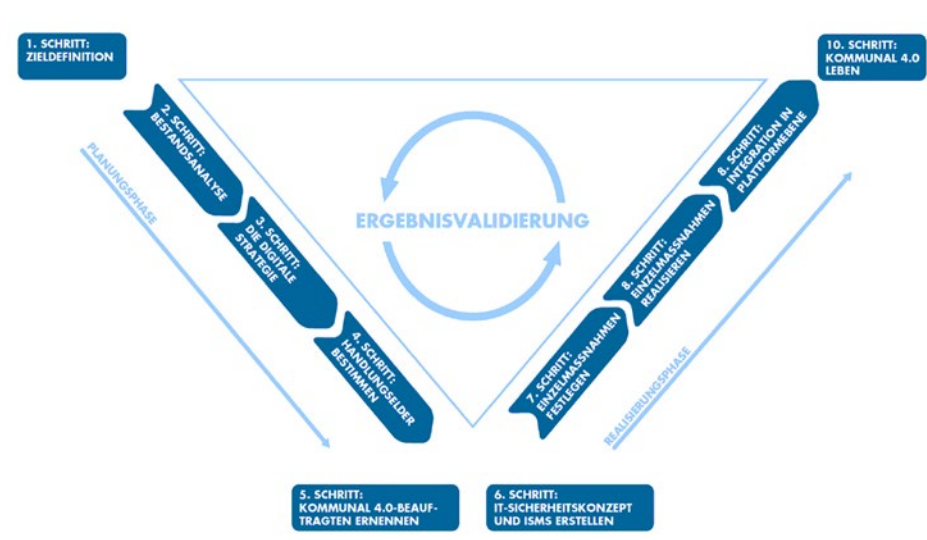 1. SCHRITT:
ZIELDEFINITION
2. SCHRITT:
BESTANDSANALYSE
3. SCHRITT:
DIE DIGITALE
STRATEGIE
4. SCHRITT:
HANDLUNGSELDER
BESTIMMEN
PLANUNGSPHASE
ERGEBNISVALIDIERUNG
5. SCHRITT:
KOMMUNAL 4.0-BEAUF-
TRAGTEN ERNENNEN
6. SCHRITT:
IT-SICHERHEITSKONZEPT
UND ISMS ERSTELLEN
7. SCHRITT:
EINZELMASSNAHMEN
FESTLEGEN
8. SCHRITT:
EINZELMASSNAHMEN
REALISIEREN
8. SCHRITT:
INTEGRATION IN
PLATTFORMEBENE
REALISIERUNGSPHASE
10. SCHRITT:
KOMMUNAL 4.0
LEBEN